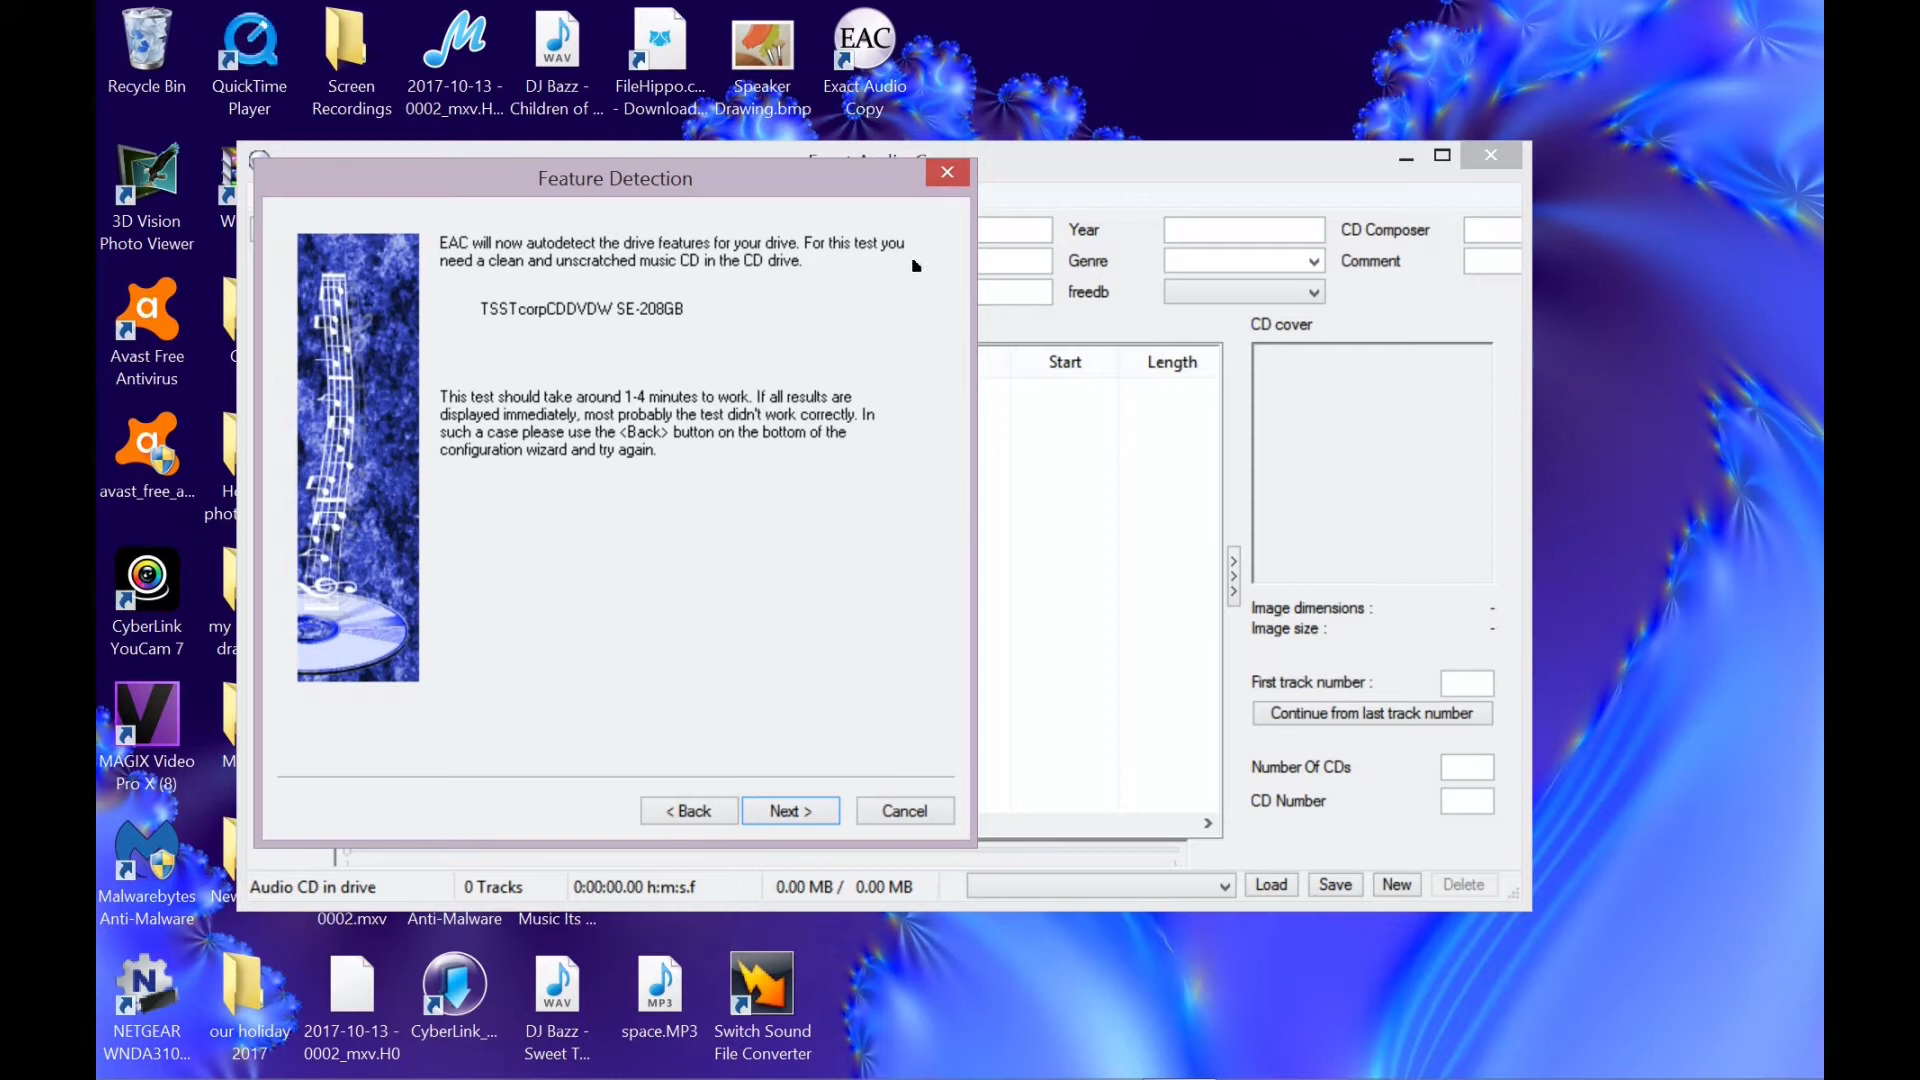 Recycle Bin
QuickTime
Player
Screen
Recordings
2017-10-13 -
0002_mxv.H...
WAV
DJ Bazz -
Children of ...
FileHippo.c...
- Download...
Speaker
Drawing.bmp
EAC
Exact Audio
Copy
3D Vision
Photo Viewer
W
Avast Free
Antivirus
avast_free_a...
Ho
phot
CyberLink
YouCam 7
my
dra
MAGIX Video
Pro X (8)
M
Malwarebytes
Anti-Malware
New
0002.mxv
Anti-Malware
Music Its ...
N
NETGEAR
WNDA310...
our holiday
2017
2017-10-13 -
0002_mxv.H0
CyberLink_...
WAV
DJ Bazz -
Sweet T...
MP3
space.MP3
Switch Sound
File Converter
Feature Detection
EAC will now autodetect the drive features for your drive. For this test you
need a clean and unscratched music CD in the CD drive.
TSSTcorpCDDVDW SE-208GB
This test should take around 1-4 minutes to work. If all results are
displayed immediately, most probably the test didn't work correctly. In
such a case please use the <Back> button on the bottom of the
configuration wizard and try again.
< Back
Next >
Cancel
Year
CD Composer
Genre
Comment
freedb
CD cover
Start
Length
Image dimensions :
-
Image size :
-
First track number :
Continue from last track number
Number Of CDs
CD Number
Audio CD in drive
0 Tracks
0:00:00.00 h:m:s.f
0.00 MB / 0.00 MB
Load
Save
New
Delete